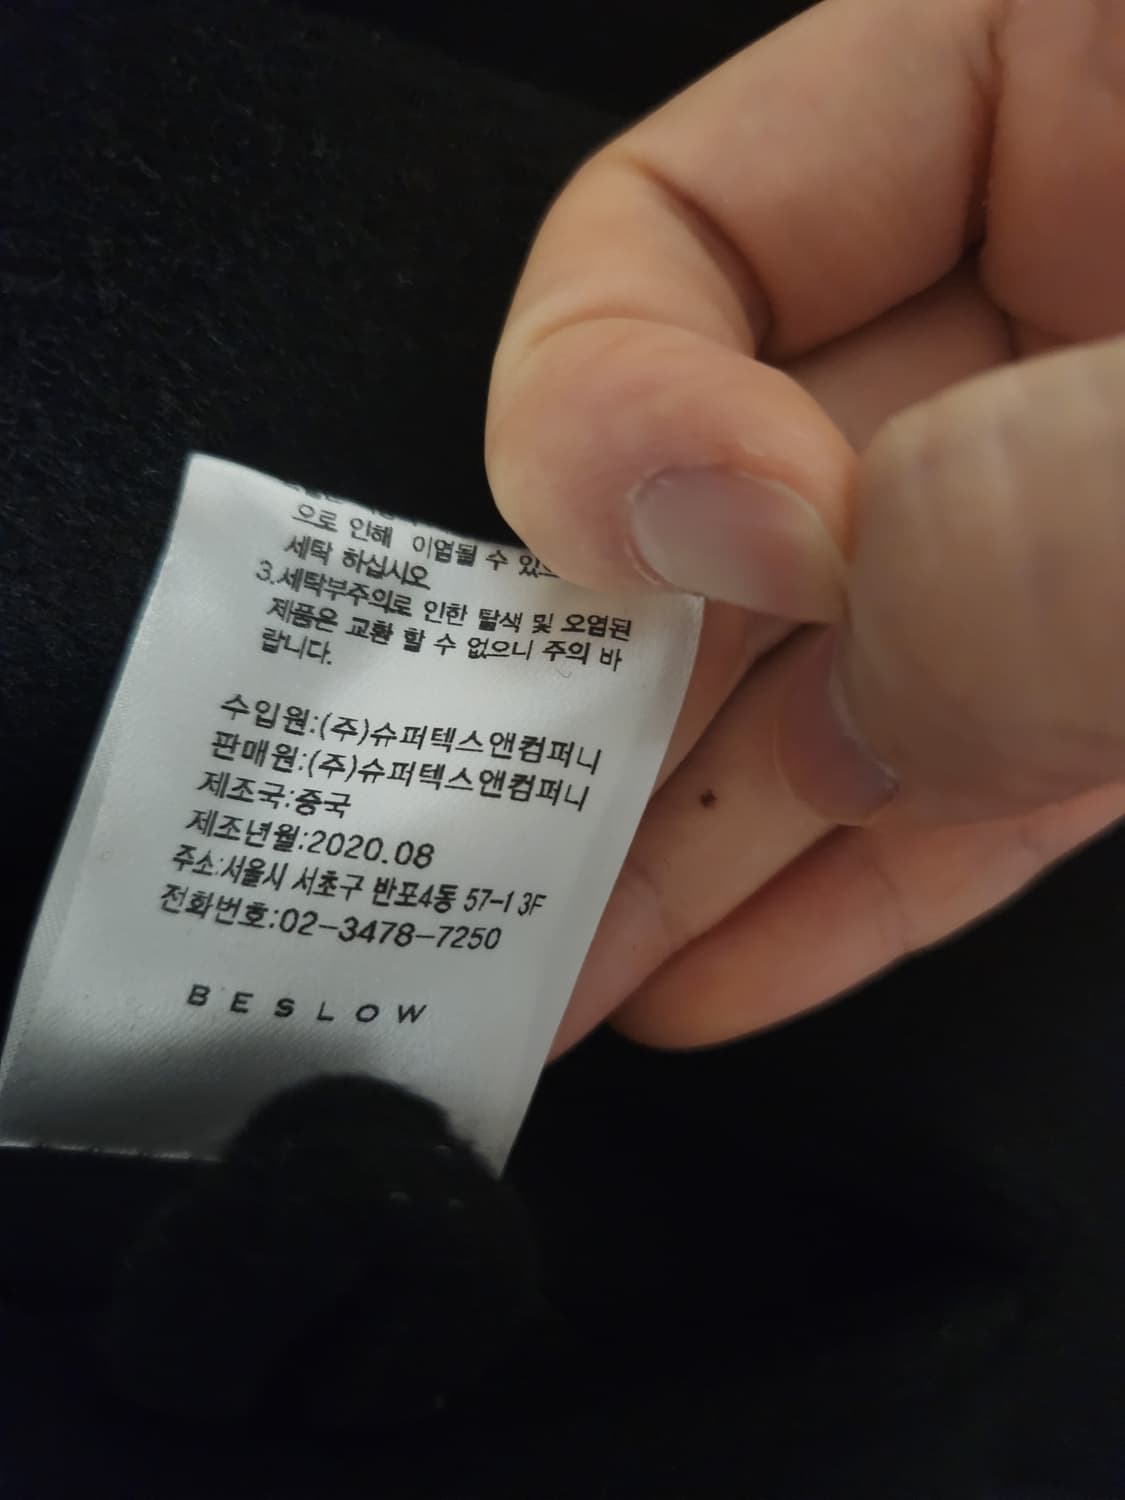 으로 인해 이염될 수 있으
세탁 하십시오
3.세탁부주의로 인한 탈색 및 오염된
제품은 교환 할 수 없으니 주의 바
랍니다.
수입원:(주)슈퍼텍스앤컴퍼니
판매원:(주)슈퍼텍스앤컴퍼니
제조국:중국
제조년월:2020.08
주소:서울시 서초구 반포4동 57-1 3F
전화번호:02-3478-7250
BESLOW